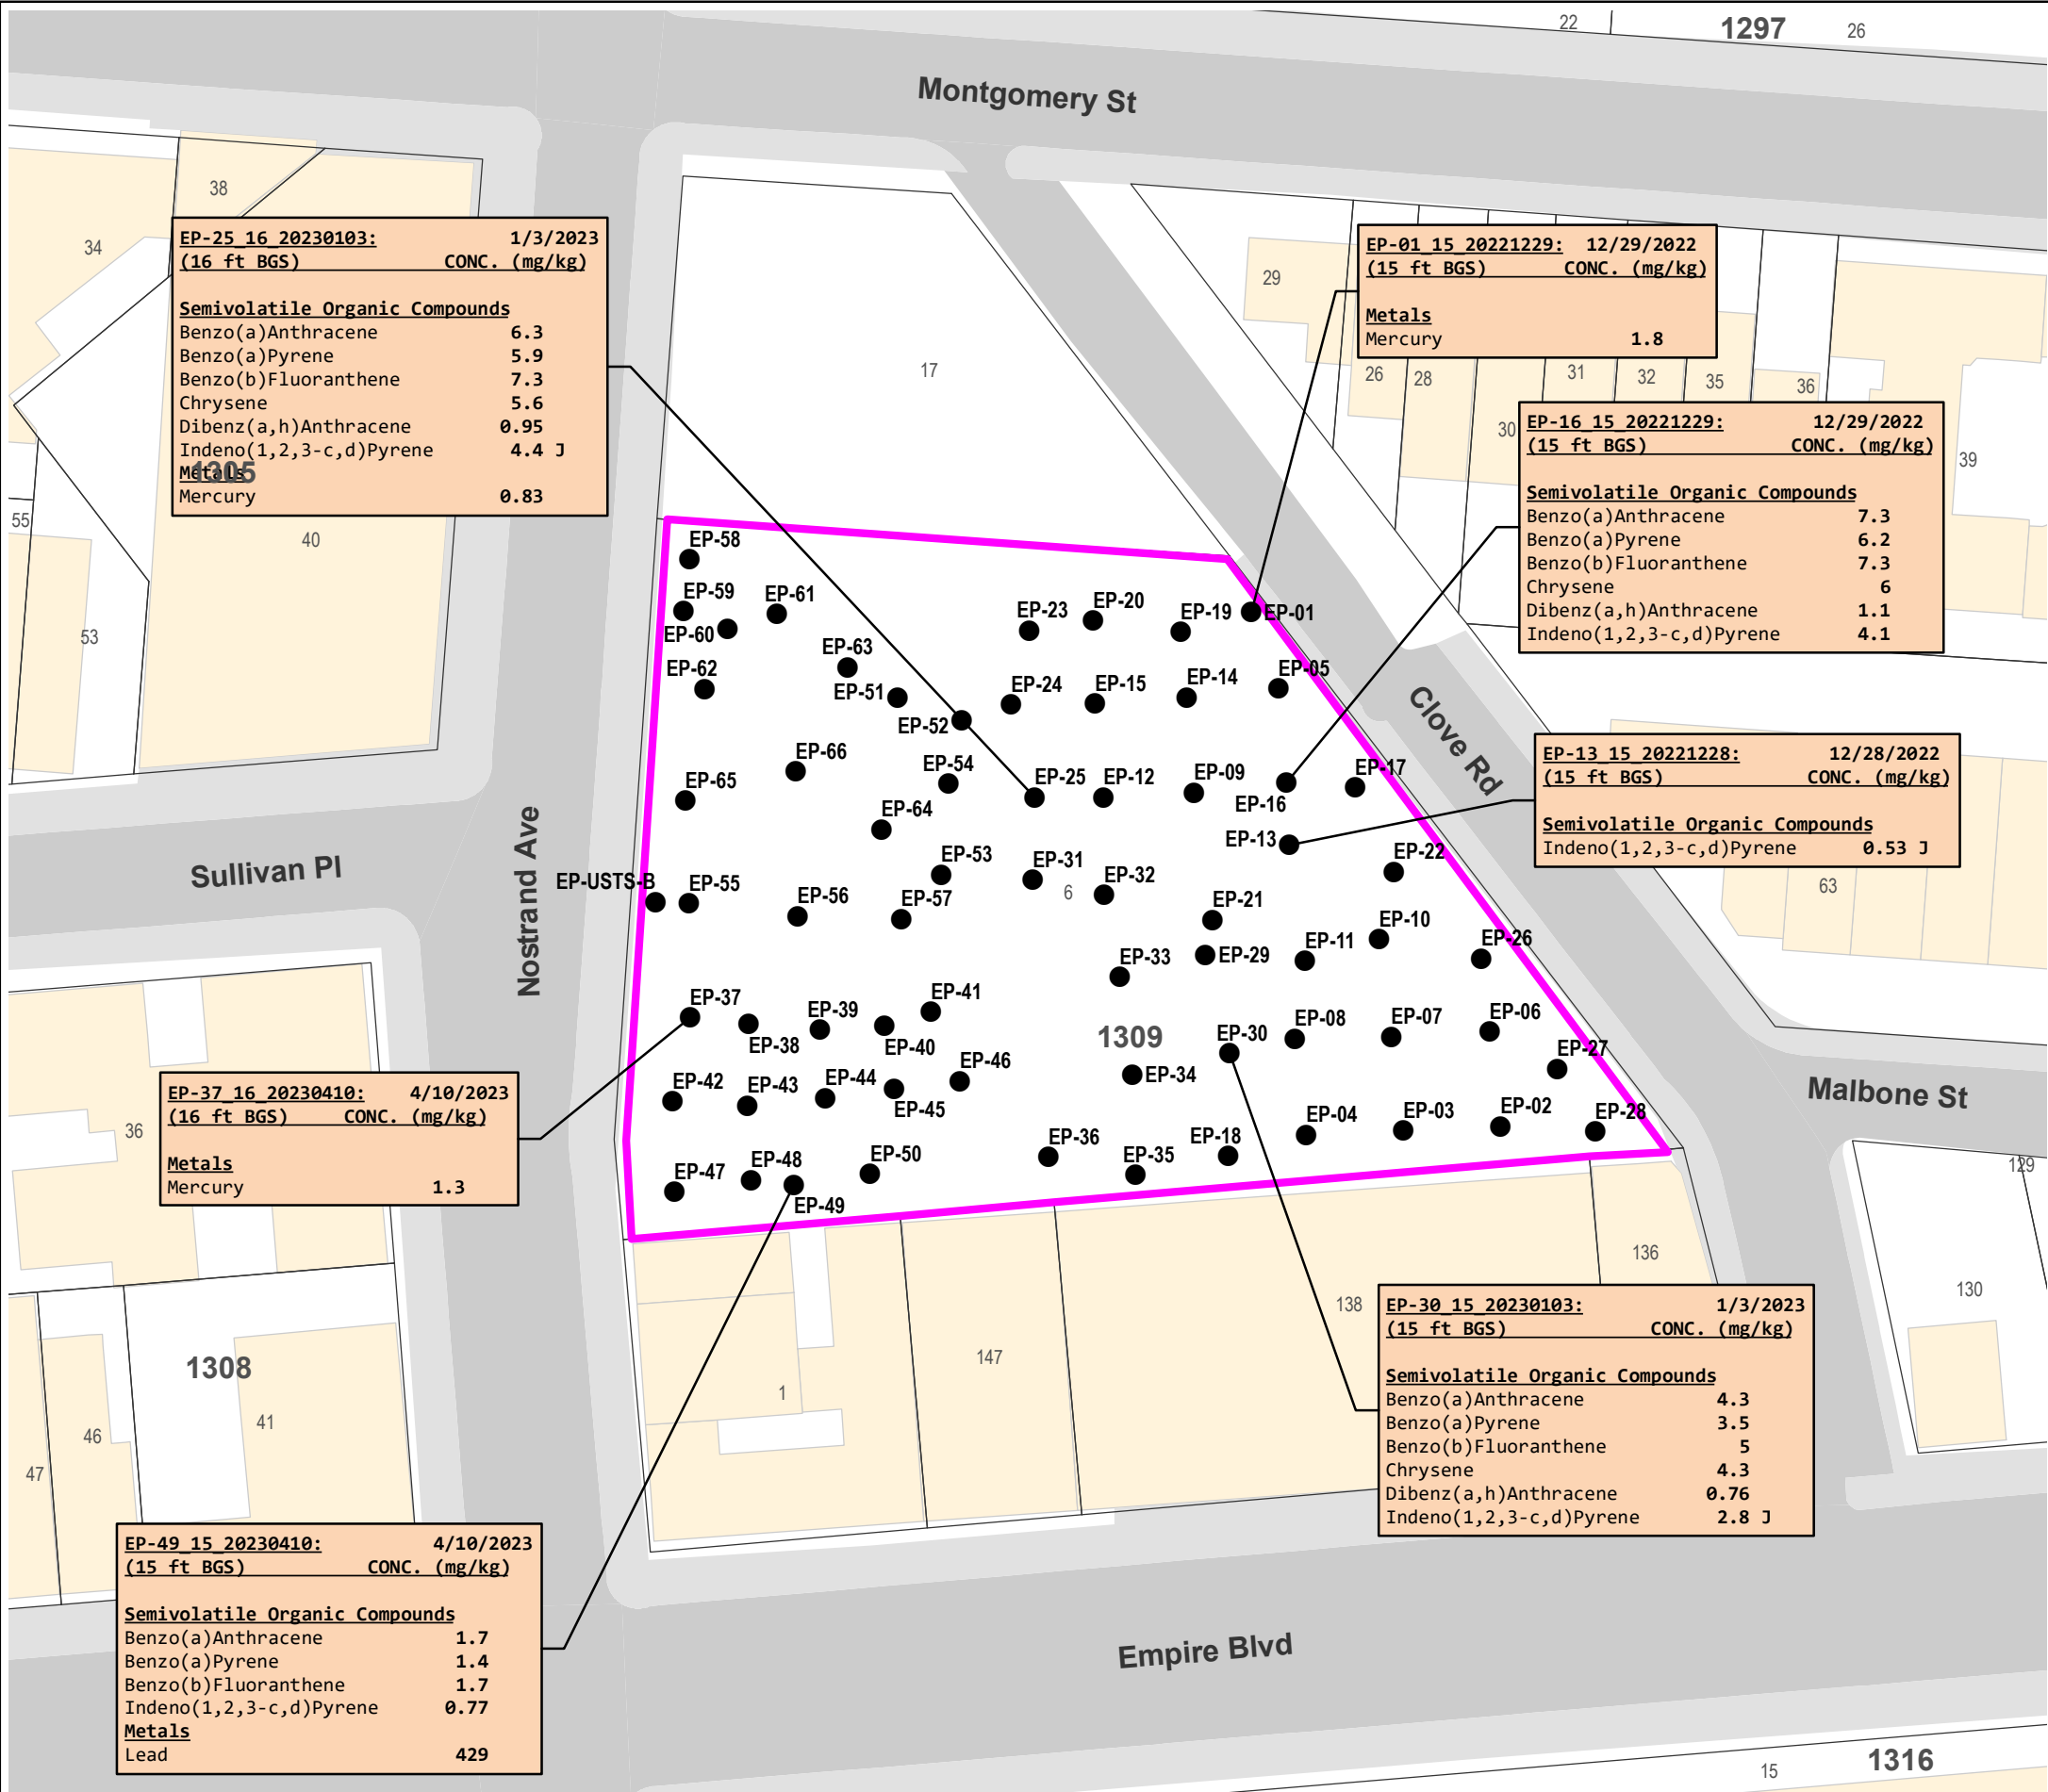 22
1297
26
Montgomery St
38
34
EP-25_16_20230103: 1/3/2023
(16 ft BGS) CONC. (mg/kg)
Semivolatile Organic Compounds
Benzo(a)Anthracene 6.3
Benzo(a)Pyrene 5.9
Benzo(b)Fluoranthene 7.3
Chrysene 5.6
Dibenz(a,h)Anthracene 0.95
Indeno(1,2,3-c,d)Pyrene 4.4 J
Metals
1305
Mercury 0.83
EP-01_15_20221229: 12/29/2022
(15 ft BGS) CONC. (mg/kg)
Metals
Mercury 1.8
29
17
26
28
30
31
32
35
36
39
EP-16_15_20221229: 12/29/2022
(15 ft BGS) CONC. (mg/kg)
Semivolatile Organic Compounds
Benzo(a)Anthracene 7.3
Benzo(a)Pyrene 6.2
Benzo(b)Fluoranthene 7.3
Chrysene 6
Dibenz(a,h)Anthracene 1.1
Indeno(1,2,3-c,d)Pyrene 4.1
55
40
53
EP-58
EP-59
EP-61
EP-60
EP-23
EP-20
EP-19
EP-01
EP-63
EP-62
EP-51
EP-24
EP-15
EP-14
EP-05
EP-52
Clove Rd
EP-66
EP-54
EP-65
EP-25
EP-12
EP-09
EP-16
EP-17
EP-64
EP-13
EP-13_15_20221228: 12/28/2022
(15 ft BGS) CONC. (mg/kg)
Semivolatile Organic Compounds
Indeno(1,2,3-c,d)Pyrene 0.53 J
63
Sullivan Pl
Nostrand Ave
EP-53
EP-31
EP-22
EP-USTS-B
EP-55
EP-56
EP-57
6
EP-32
EP-21
EP-10
EP-26
EP-33
EP-29
EP-11
EP-37
EP-39
EP-41
EP-38
EP-40
1309
EP-30
EP-08
EP-07
EP-06
EP-27
EP-46
EP-34
EP-42
EP-43
EP-44
EP-45
EP-04
EP-03
EP-02
EP-28
Malbone St
EP-37_16_20230410: 4/10/2023
(16 ft BGS) CONC. (mg/kg)
Metals
Mercury 1.3
36
EP-47
EP-48
EP-49
EP-50
EP-36
EP-35
EP-18
129
136
130
138
EP-30_15_20230103: 1/3/2023
(15 ft BGS) CONC. (mg/kg)
Semivolatile Organic Compounds
Benzo(a)Anthracene 4.3
Benzo(a)Pyrene 3.5
Benzo(b)Fluoranthene 5
Chrysene 4.3
Dibenz(a,h)Anthracene 0.76
Indeno(1,2,3-c,d)Pyrene 2.8 J
1308
147
1
41
46
47
EP-49_15_20230410: 4/10/2023
(15 ft BGS) CONC. (mg/kg)
Semivolatile Organic Compounds
Benzo(a)Anthracene 1.7
Benzo(a)Pyrene 1.4
Benzo(b)Fluoranthene 1.7
Indeno(1,2,3-c,d)Pyrene 0.77
Metals
Lead 429
Empire Blvd
15
1316